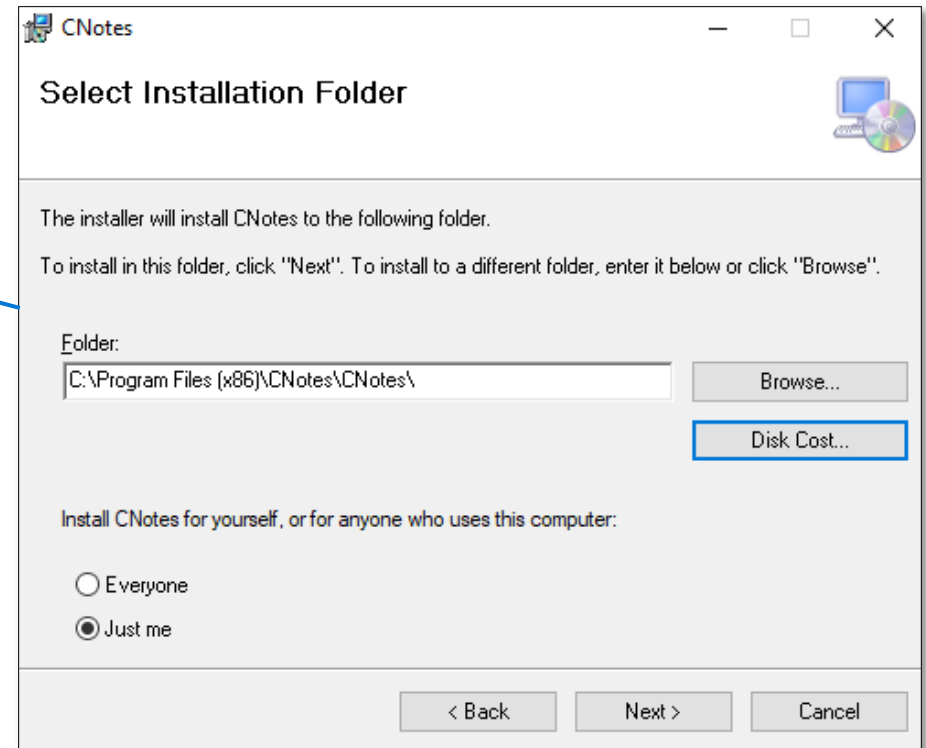 CNotes
Select Installation Folder
The installer will install CNotes to the following folder.
To install in this folder, click "Next". To install to a different folder, enter it below or click "Browse".
Folder:
C:\Program Files (x86)\CNotes\CNotes\
Browse...
Disk Cost...
Install CNotes for yourself, or for anyone who uses this computer:
Everyone
Just me
< Back
Next >
Cancel